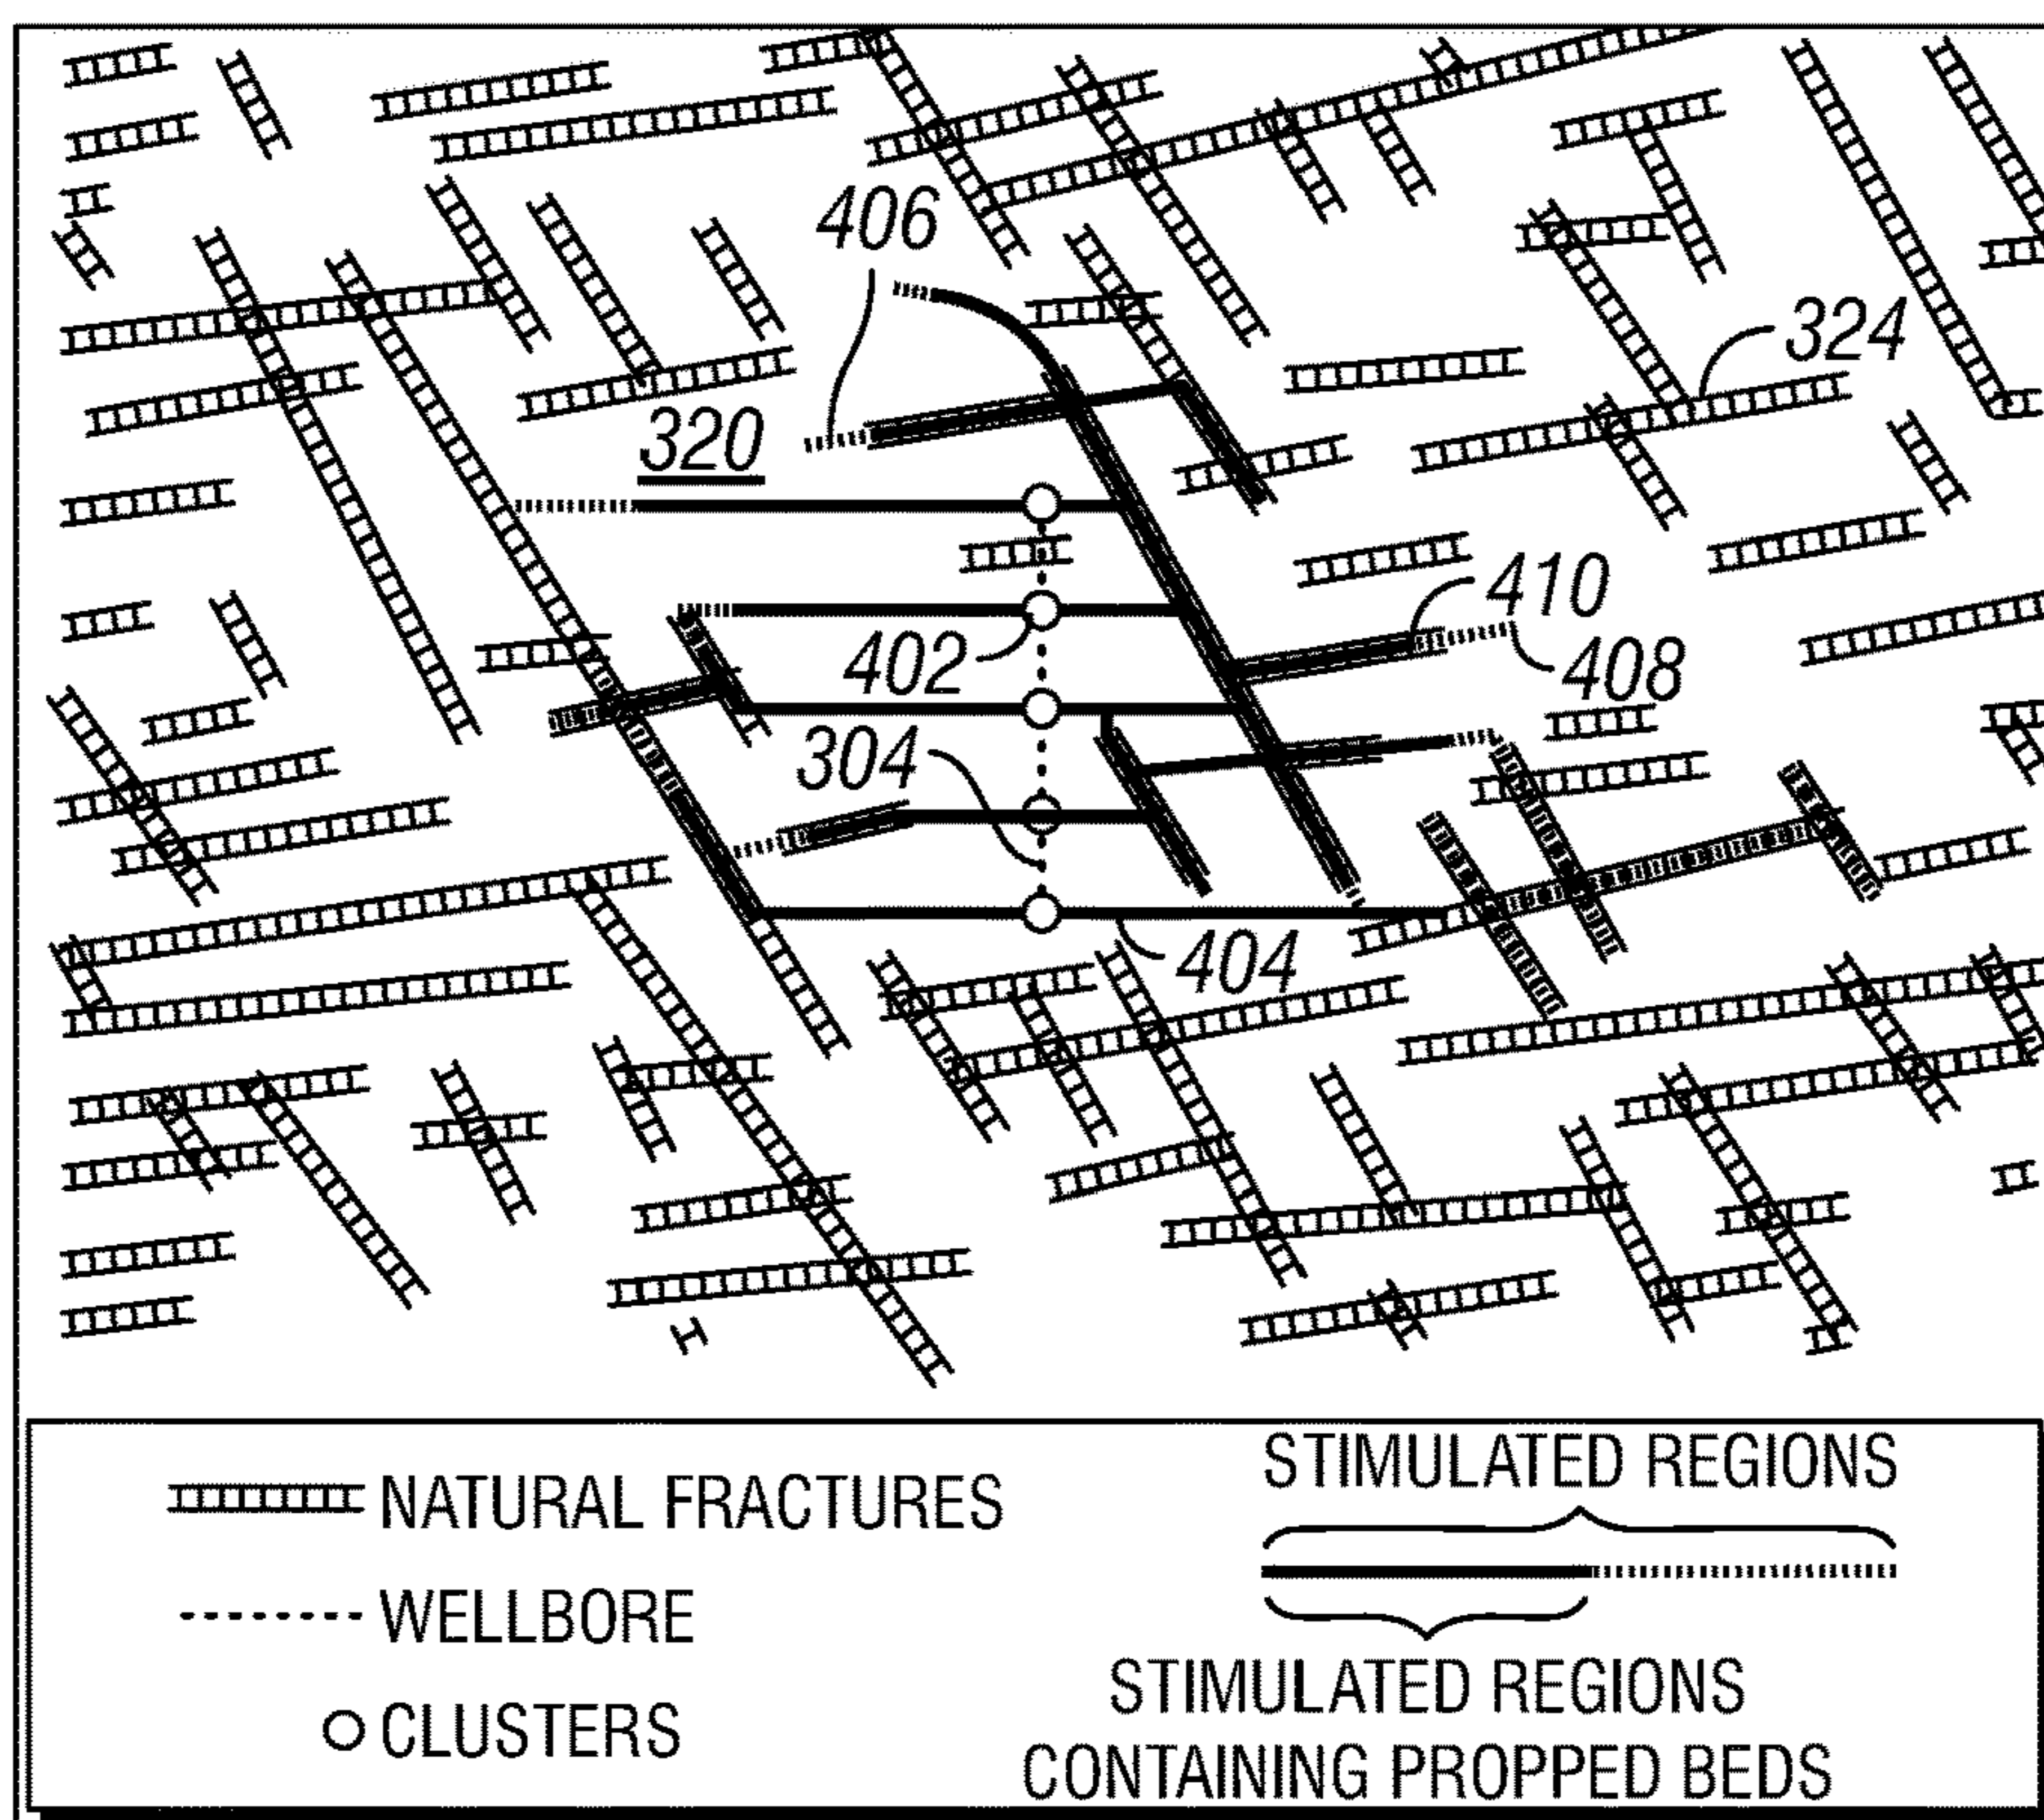 406
324
320
410
402
408
304
404
NATURAL FRACTURES
WELLBORE
CLUSTERS
STIMULATED REGIONS
STIMULATED REGIONS
CONTAINING PROPPED BEDS